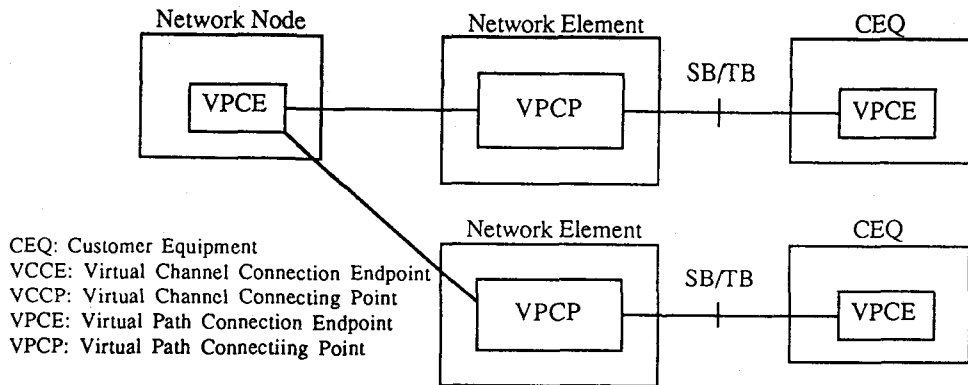 Network Node
Network Element
CEQ
SB/TB
VPCE
VPCP
VPCE
Network Element
CEQ
SB/TB
VPCP
VPCE
CEQ: Customer Equipment
VCCE: Virtual Channel Connection Endpoint
VCCP: Virtual Channel Connecting Point
VPCE: Virtual Path Connection Endpoint
VPCP: Virtual Path Connectiing Point